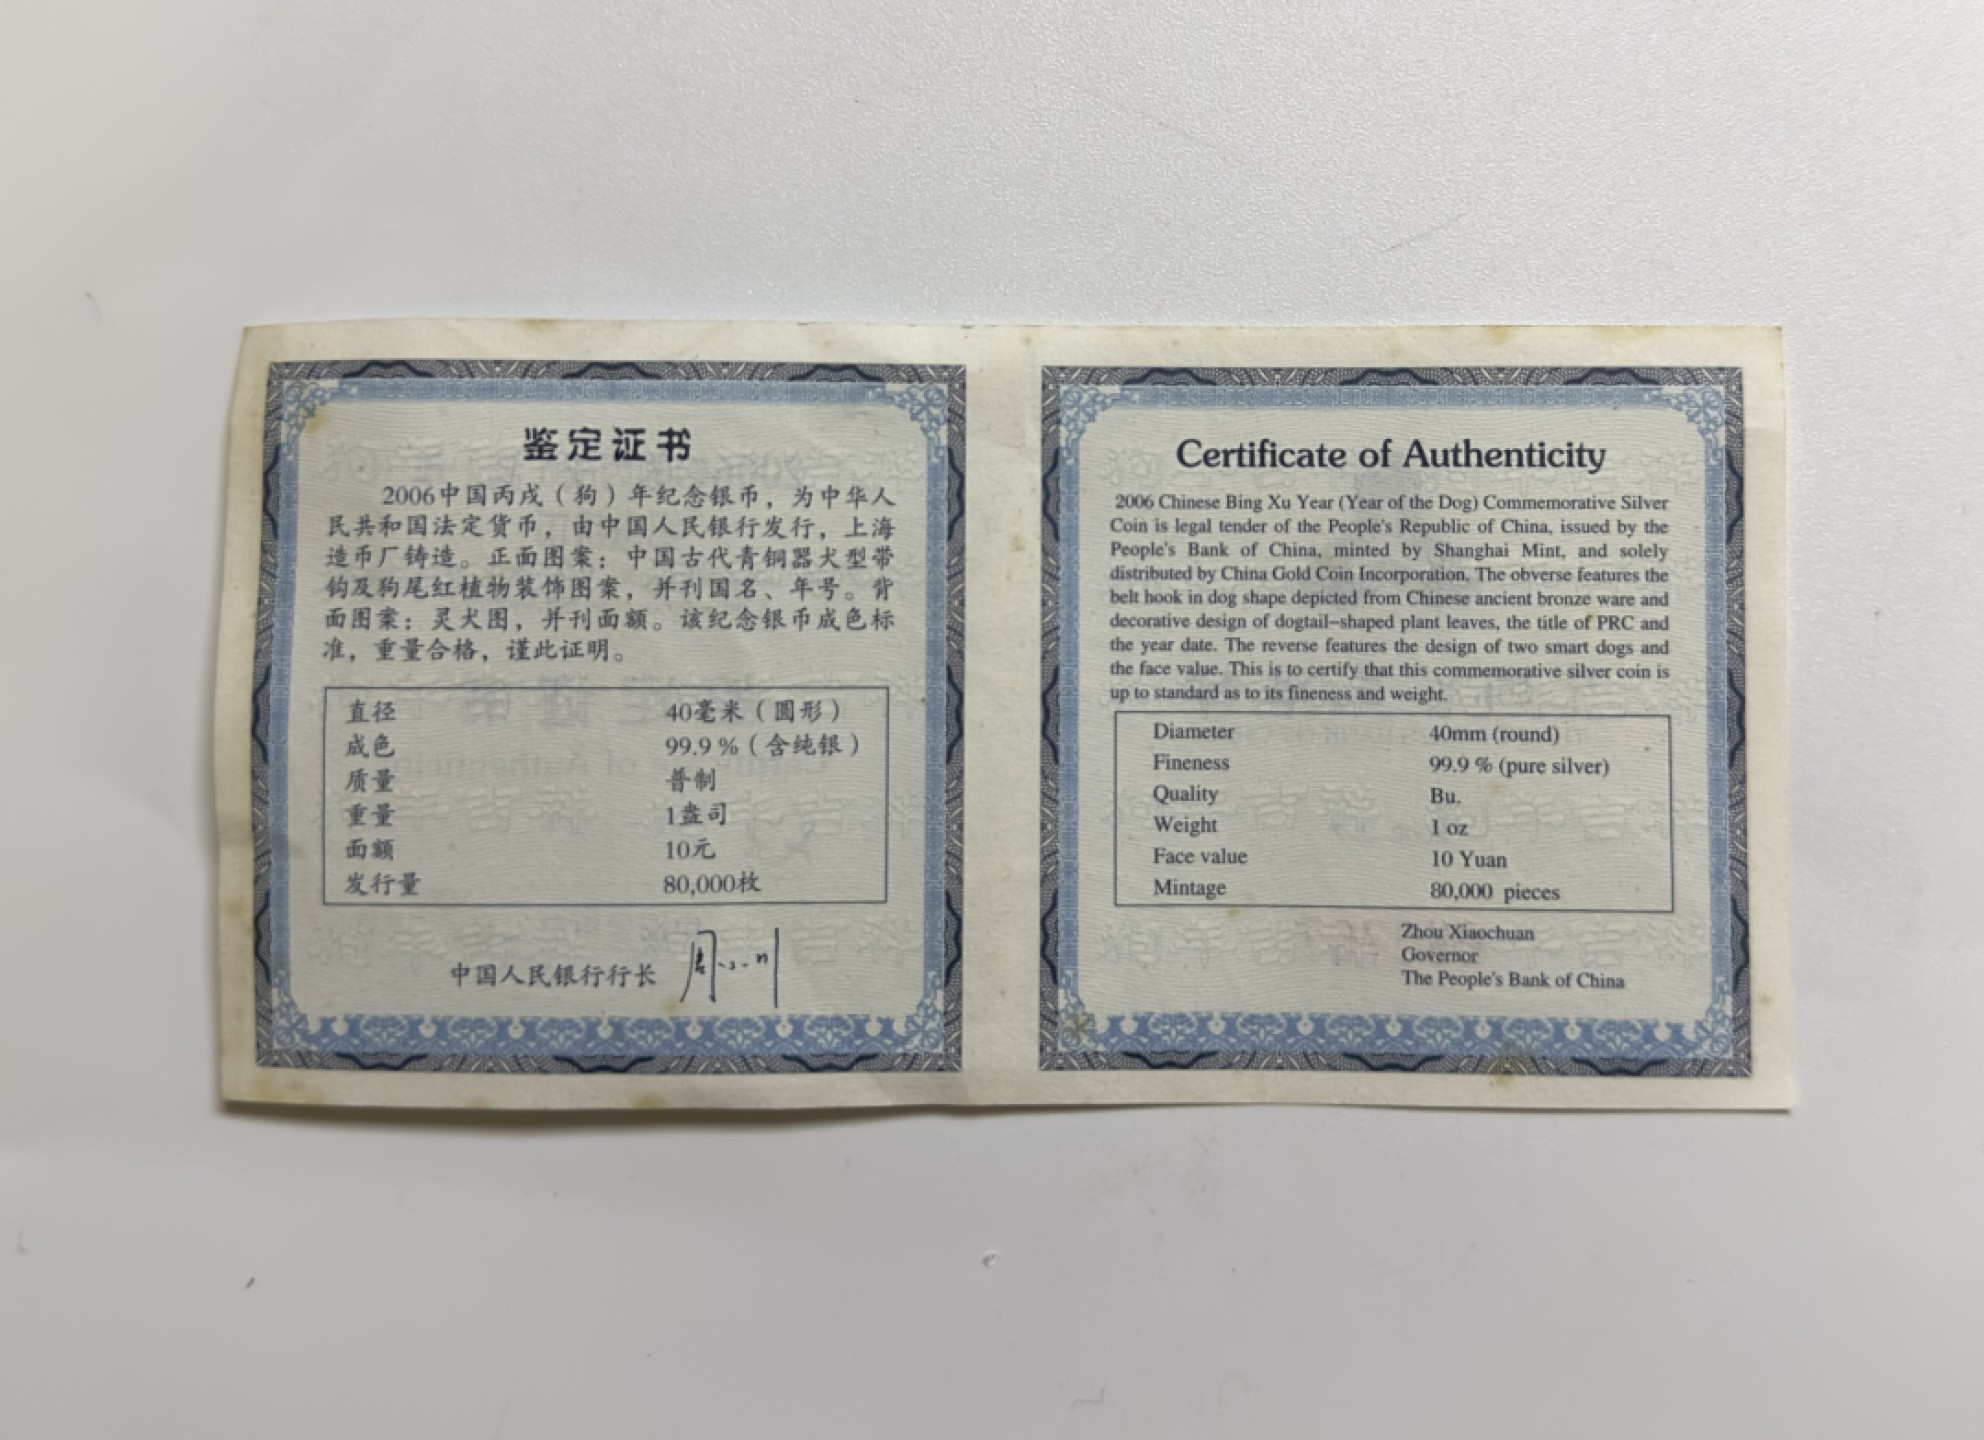 鉴定证书
2006中国丙戌（狗）年纪念银币，为中华人
民共和国法定货币，由中国人民银行发行，上海
造币厂铸造。正面图案：中国古代青铜器犬型带
钩及狗尾红植物装饰图案，并刊国名、年号。背
面图案：灵犬图，并刊面额。该纪念银币成色标
准，重量合格，谨此证明。
直径 40毫米（圆形）
成色 99.9 %（含纯银）
质量 普制
重量 1盎司
面额 10元
发行量 80,000枚
中国人民银行行长 周小川
Certificate of Authenticity
2006 Chinese Bing Xu Year (Year of the Dog) Commemorative Silver
Coin is legal tender of the People's Republic of China, issued by the
People's Bank of China, minted by Shanghai Mint, and solely
distributed by China Gold Coin Incorporation. The obverse features the
belt hook in dog shape depicted from Chinese ancient bronze ware and
decorative design of dogtail-shaped plant leaves, the title of PRC and
the year date. The reverse features the design of two smart dogs and
the face value. This is to certify that this commemorative silver coin is
up to standard as to its fineness and weight.
Diameter 40mm (round)
Fineness 99.9 % (pure silver)
Quality Bu.
Weight 1 oz
Face value 10 Yuan
Mintage 80,000 pieces
Zhou Xiaochuan
Governor
The People's Bank of China